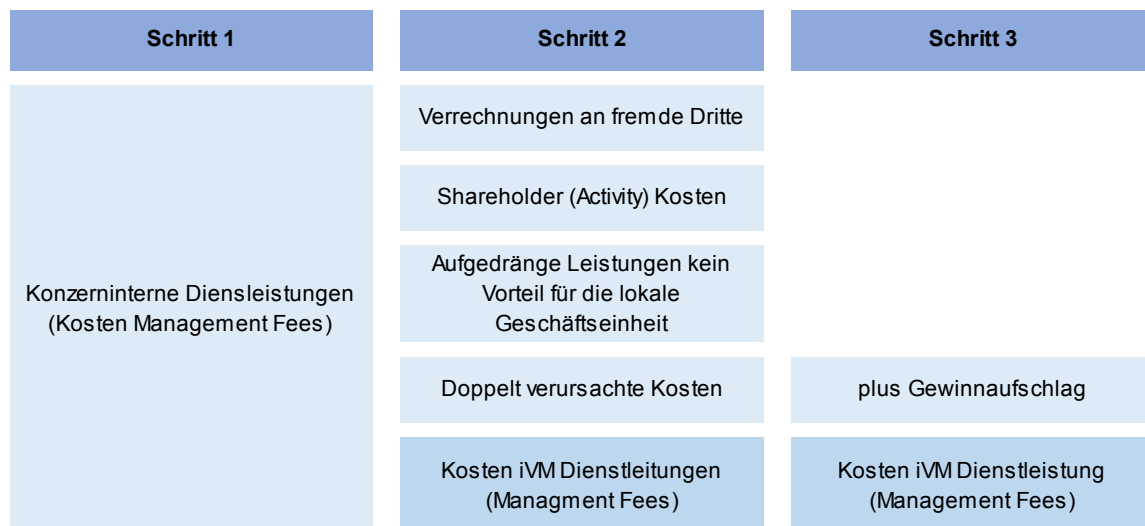 Schritt 1
Schritt 2
Schritt 3
Konzerninterne Diensleistungen
(Kosten Management Fees)
Verrechnungen an fremde Dritte
Shareholder (Activity) Kosten
Aufgedränge Leistungen kein
Vorteil für die lokale
Geschäftseinheit
Doppelt verursachte Kosten
Kosten iVM Dienstleitungen
(Managment Fees)
plus Gewinnaufschlag
Kosten iVM Dienstleistung
(Management Fees)